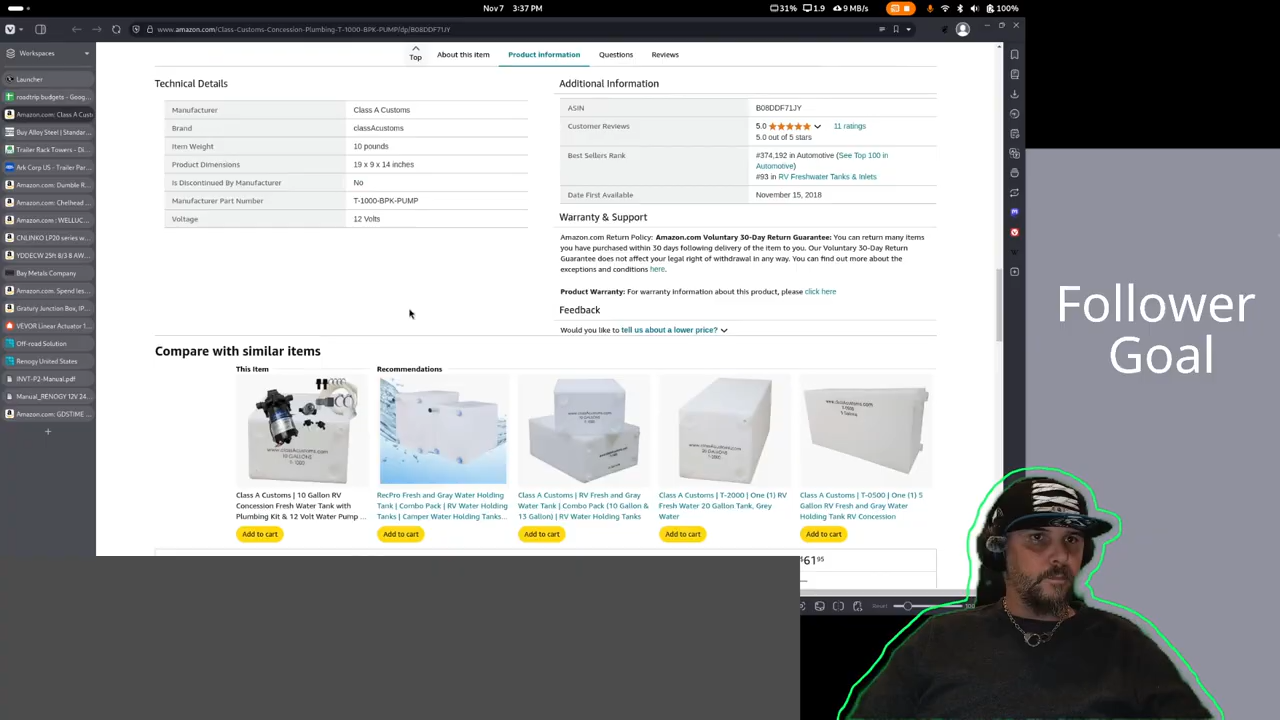 Nov 7 3:37 PM
31% 1.9 9 MB/s 100%
www.amazon.com/Class-Customs-Concession-Plumbing-T-1000-BPK-PUMP/dp/B08DDF71JY
Workspaces
Launcher
roadtrip budgets - Goog...
Amazon.com: Class A Cust
Buy Alloy Steel | Standar...
Trailer Rack Towers – Di...
Ark Corp US - Trailer Par...
Amazon.com: Dumble R...
Amazon.com: Chelhead ...
Amazon.com : WELLUC...
CNLINKO LP20 series w...
YDDECW 25ft 8/3 8 AW...
Bay Metals Company
Amazon.com: Spend les...
Gratury Junction Box, IP...
VEVOR Linear Actuator 1...
Off-road Solution
Renogy United States
INVT-P2-Manual.pdf
Manual_RENOGY 12V 24...
Amazon.com: GDSTIME ...
Top About this item Product information Questions Reviews
Technical Details
Manufacturer Class A Customs
Brand classAcustoms
Item Weight 10 pounds
Product Dimensions 19 x 9 x 14 inches
Is Discontinued By Manufacturer No
Manufacturer Part Number T-1000-BPK-PUMP
Voltage 12 Volts
Additional Information
ASIN B08DDF71JY
Customer Reviews 5.0 11 ratings
5.0 out of 5 stars
Best Sellers Rank #374,192 in Automotive (See Top 100 in
Automotive)
#93 in RV Freshwater Tanks & Inlets
Date First Available November 15, 2018
Warranty & Support
Amazon.com Return Policy: Amazon.com Voluntary 30-Day Return Guarantee: You can return many items
you have purchased within 30 days following delivery of the item to you. Our Voluntary 30-Day Return
Guarantee does not affect your legal right of withdrawal in any way. You can find out more about the
exceptions and conditions here.
Product Warranty: For warranty information about this product, please click here
Feedback
Would you like to tell us about a lower price?
Compare with similar items
This Item Recommendations
Class A Customs | 10 Gallon RV
Concession Fresh Water Tank with
Plumbing Kit & 12 Volt Water Pump ...
Add to cart
RecPro Fresh and Gray Water Holding
Tank | Combo Pack | RV Water Holding
Tanks | Camper Water Holding Tanks...
Add to cart
Class A Customs | RV Fresh and Gray
Water Tank | Combo Pack (10 Gallon &
13 Gallon) | RV Water Holding Tanks
Add to cart
Class A Customs | T-2000 | One (1) RV
Fresh Water 20 Gallon Tank, Grey
Water
Add to cart
Class A Customs | T-0500 | One (1) 5
Gallon RV Fresh and Gray Water
Holding Tank RV Concession
Add to cart
$61.95
Reset 100
Follower
Goal